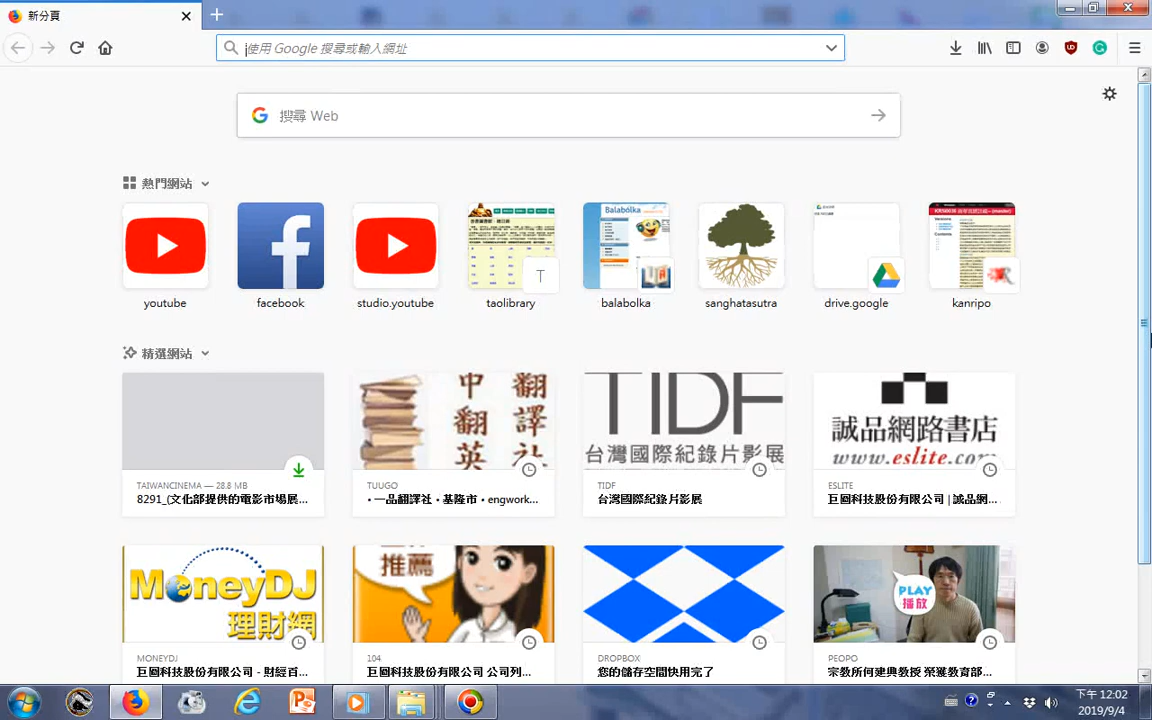 新分頁
使用 Google 搜尋或輸入網址
搜尋 Web
熱門網站
youtube
facebook
studio.youtube
taolibrary
Balabolka
balabolka
sanghatasutra
drive.google
kanripo
T
精選網站
中 翻譯社
翻英
TIDF
台灣國際紀錄片影展
誠品網路書店
www.eslite.com
TAIWANCINEMA — 28.8 MB
8291_(文化部提供的電影市場展...
TUUGO
・一品翻譯社・基隆市・engwork...
TIDF
台灣國際紀錄片影展
ESLITE
巨圖科技股份有限公司 | 誠品網...
MoneyDJ
理財網
推薦
PLAY
播放
MONEYDJ
巨圖科技股份有限公司 - 財經百...
104
巨圖科技股份有限公司 公司列...
DROPBOX
您的儲存空間快用完了
PEOPO
宗教所何建興教授 榮獲教育部...
下午 12:02
2019/9/4